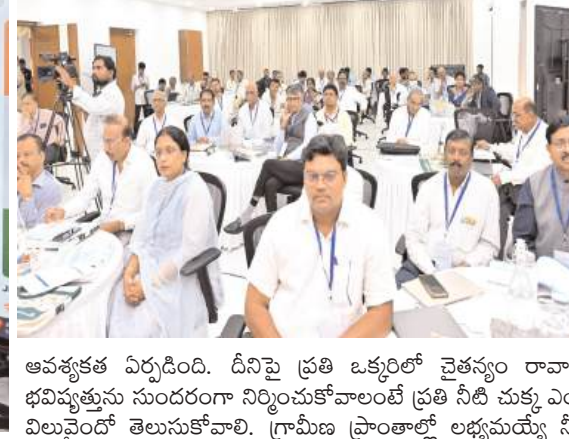 ఆవశ్యకత ఏర్పడింది. దీనిపై ప్రతి ఒక్కరిలో చైతన్యం
భవిష్యత్తును సుందరంగా నిర్మించుకోవాలంటే ప్రతి నీటి చుక్క
విలువైందో తెలుసుకోవాలి. గ్రామీణ ప్రాంతాల్లో లభ్యమయ్యే